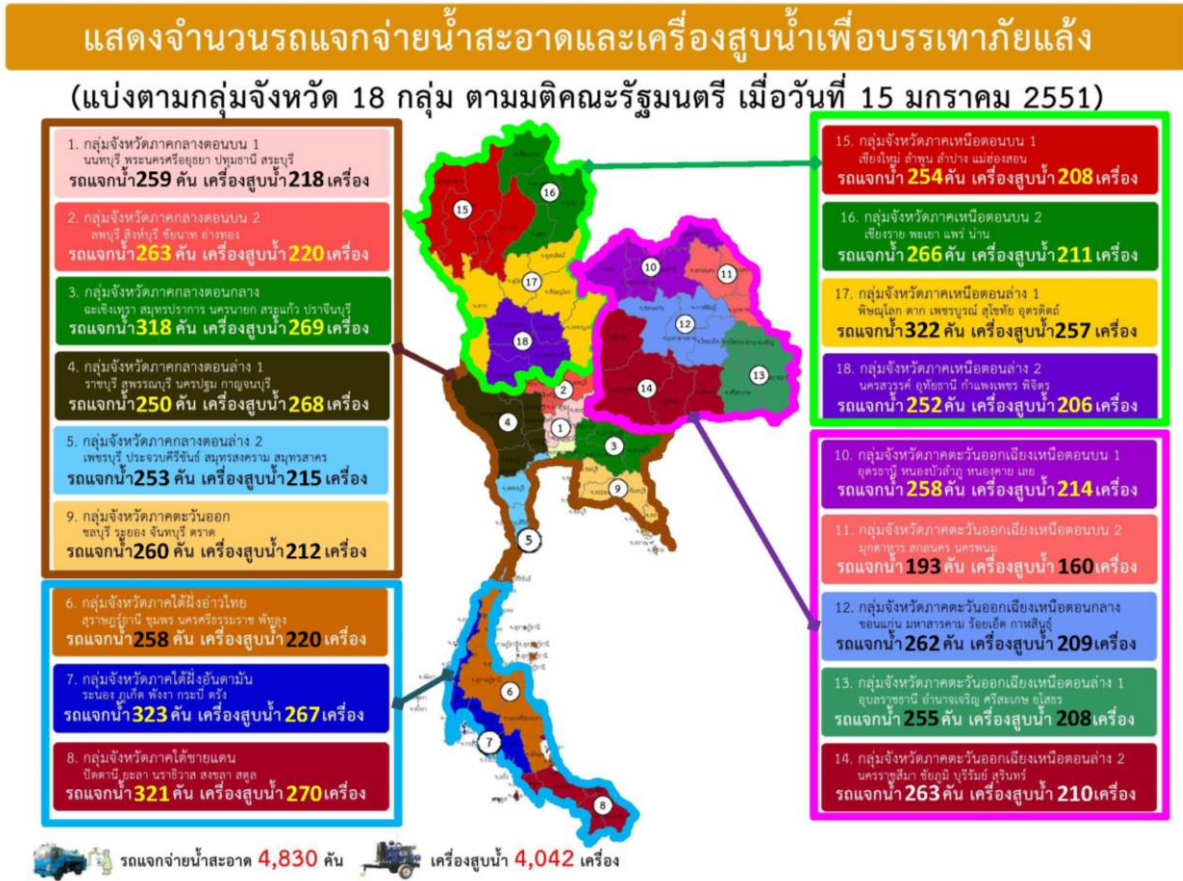 แสดงจำนวนรถแจกจ่ายน้ำสะอาดและเครื่องสูบน้ำเพื่อบรรเทาภัยแล้ง
(แบ่งตามกลุ่มจังหวัด 18 กลุ่ม ตามมติคณะรัฐมนตรี เมื่อวันที่ 15 มกราคม 2551)
1. กลุ่มจังหวัดภาคกลางตอนบน 1
นนทบุรี พระนครศรีอยุธยา ปทุมธานี สระบุรี
รถแจกน้ำ259 คัน เครื่องสูบน้ำ218 เครื่อง
2. กลุ่มจังหวัดภาคกลางตอนบน 2
ลพบุรี สิงห์บุรี ชัยนาท อ่างทอง
รถแจกน้ำ263 คัน เครื่องสูบน้ำ220 เครื่อง
3. กลุ่มจังหวัดภาคกลางตอนกลาง
ฉะเชิงเทรา สมุทรปราการ นครนายก สระแก้ว ปราจีนบุรี
รถแจกน้ำ318 คัน เครื่องสูบน้ำ269 เครื่อง
4. กลุ่มจังหวัดภาคกลางตอนล่าง 1
ราชบุรี สุพรรณบุรี นครปฐม กาญจนบุรี
รถแจกน้ำ250 คัน เครื่องสูบน้ำ268 เครื่อง
5. กลุ่มจังหวัดภาคกลางตอนล่าง 2
เพชรบุรี ประจวบคีรีขันธ์ สมุทรสงคราม สมุทรสาคร
รถแจกน้ำ253 คัน เครื่องสูบน้ำ215 เครื่อง
9. กลุ่มจังหวัดภาคตะวันออก
ชลบุรี ระยอง จันทบุรี ตราด
รถแจกน้ำ260 คัน เครื่องสูบน้ำ212 เครื่อง
6. กลุ่มจังหวัดภาคใต้ฝั่งอ่าวไทย
สุราษฎร์ธานี ชุมพร นครศรีธรรมราช พัทลุง
รถแจกน้ำ258 คัน เครื่องสูบน้ำ220 เครื่อง
7. กลุ่มจังหวัดภาคใต้ฝั่งอันดามัน
ระนอง ภูเก็ต พังงา กระบี่ ตรัง
รถแจกน้ำ323 คัน เครื่องสูบน้ำ267 เครื่อง
8. กลุ่มจังหวัดภาคใต้ชายแดน
ปัตตานี ยะลา นราธิวาส สงขลา สตูล
รถแจกน้ำ321 คัน เครื่องสูบน้ำ270 เครื่อง
15
16
17
18
10
11
12
13
14
2
1
4
3
9
5
6
7
8
15. กลุ่มจังหวัดภาคเหนือตอนบน 1
เชียงใหม่ ลำพูน ลำปาง แม่ฮ่องสอน
รถแจกน้ำ 254 คัน เครื่องสูบน้ำ 208 เครื่อง
16. กลุ่มจังหวัดภาคเหนือตอนบน 2
เชียงราย พะเยา แพร่ น่าน
รถแจกน้ำ 266 คัน เครื่องสูบน้ำ 211 เครื่อง
17. กลุ่มจังหวัดภาคเหนือตอนล่าง 1
พิษณุโลก ตาก เพชรบูรณ์ สุโขทัย อุตรดิตถ์
รถแจกน้ำ 322 คัน เครื่องสูบน้ำ 257 เครื่อง
18. กลุ่มจังหวัดภาคเหนือตอนล่าง 2
นครสวรรค์ อุทัยธานี กำแพงเพชร พิจิตร
รถแจกน้ำ 252 คัน เครื่องสูบน้ำ 206 เครื่อง
10. กลุ่มจังหวัดภาคตะวันออกเฉียงเหนือตอนบน 1
อุดรธานี หนองบัวลำภู หนองคาย เลย
รถแจกน้ำ 258 คัน เครื่องสูบน้ำ 214 เครื่อง
11. กลุ่มจังหวัดภาคตะวันออกเฉียงเหนือตอนบน 2
มุกดาหาร สกลนคร นครพนม
รถแจกน้ำ 193 คัน เครื่องสูบน้ำ 160เครื่อง
12. กลุ่มจังหวัดภาคตะวันออกเฉียงเหนือตอนกลาง
ขอนแก่น มหาสารคาม ร้อยเอ็ด กาฬสินธุ์
รถแจกน้ำ 262 คัน เครื่องสูบน้ำ 209เครื่อง
13. กลุ่มจังหวัดภาคตะวันออกเฉียงเหนือตอนล่าง 1
อุบลราชธานี อำนาจเจริญ ศรีสะเกษ ยโสธร
รถแจกน้ำ 255 คัน เครื่องสูบน้ำ 208 เครื่อง
14. กลุ่มจังหวัดภาคตะวันออกเฉียงเหนือตอนล่าง 2
นครราชสีมา ชัยภูมิ บุรีรัมย์ สุรินทร์
รถแจกน้ำ 263 คัน เครื่องสูบน้ำ 210เครื่อง
รถแจกจ่ายน้ำสะอาด 4,830 คัน เครื่องสูบน้ำ 4,042 เครื่อง